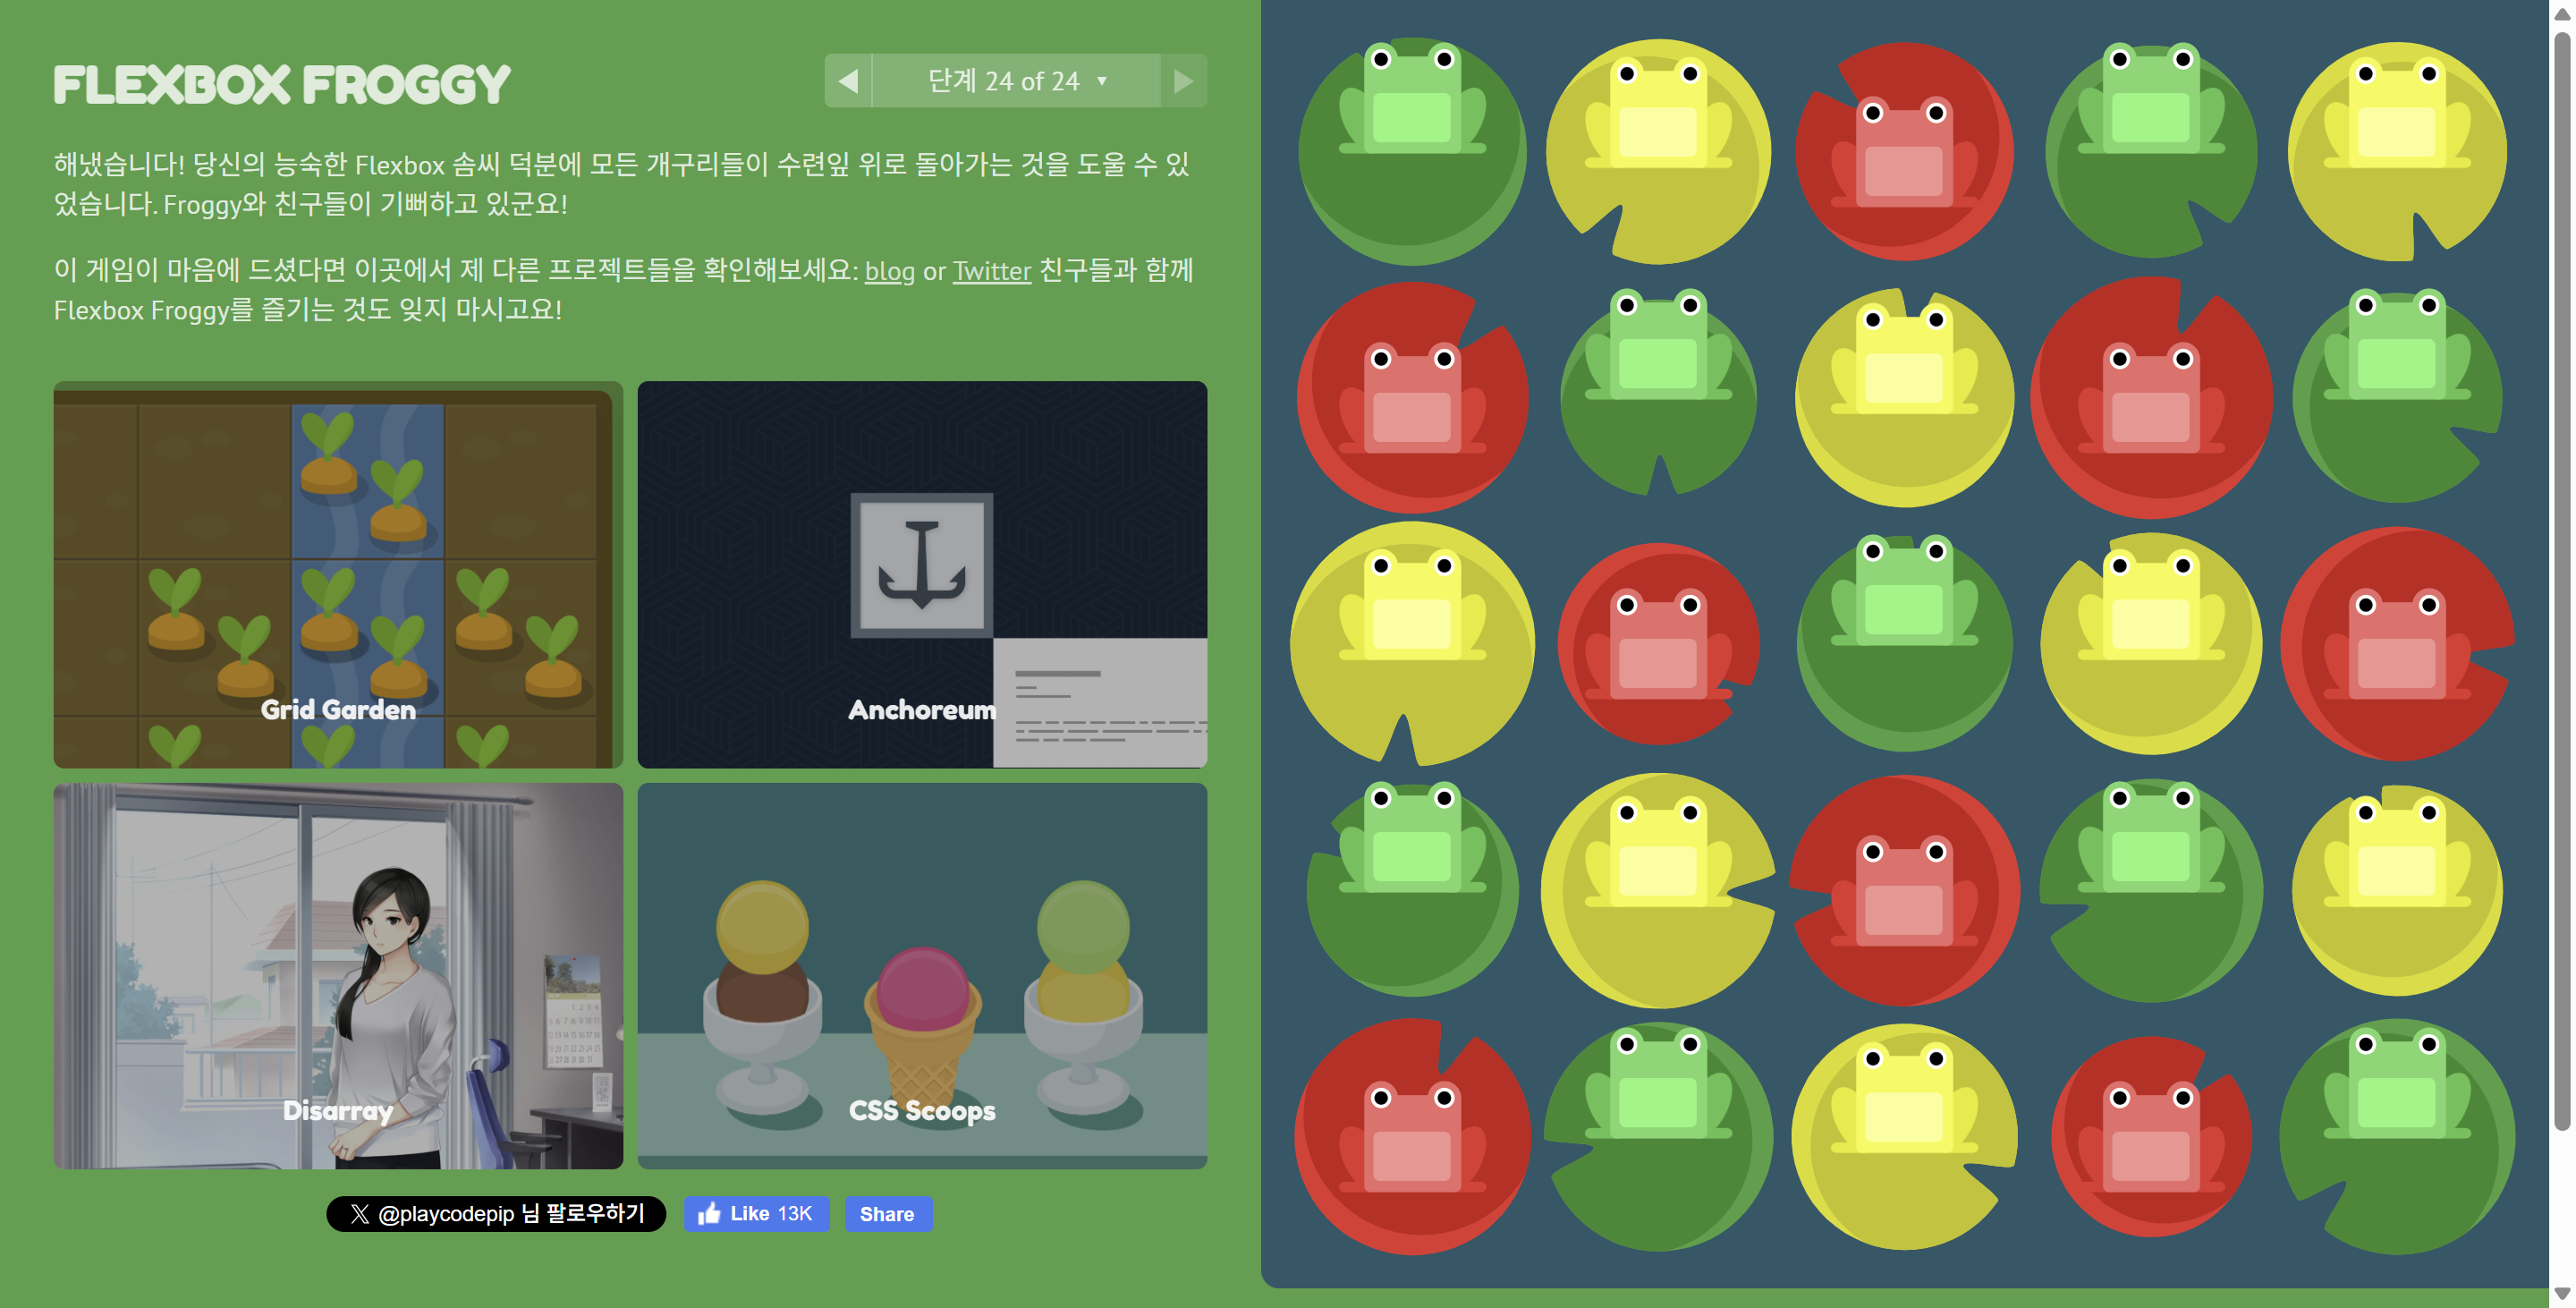 FLEXBOX FROGGY
단계 24 of 24
해냈습니다! 당신의 능숙한 Flexbox 솜씨 덕분에 모든 개구리들이 수련잎 위로 돌아가는 것을 도울 수 있
었습니다. Froggy와 친구들이 기뻐하고 있군요!
이 게임이 마음에 드셨다면 이곳에서 제 다른 프로젝트들을 확인해보세요: blog or Twitter 친구들과 함께
Flexbox Froggy를 즐기는 것도 잊지 마시고요!
Grid Garden
Anchoreum
Disarray
CSS Scoops
@playcodepip 님 팔로우하기
Like 13K
Share